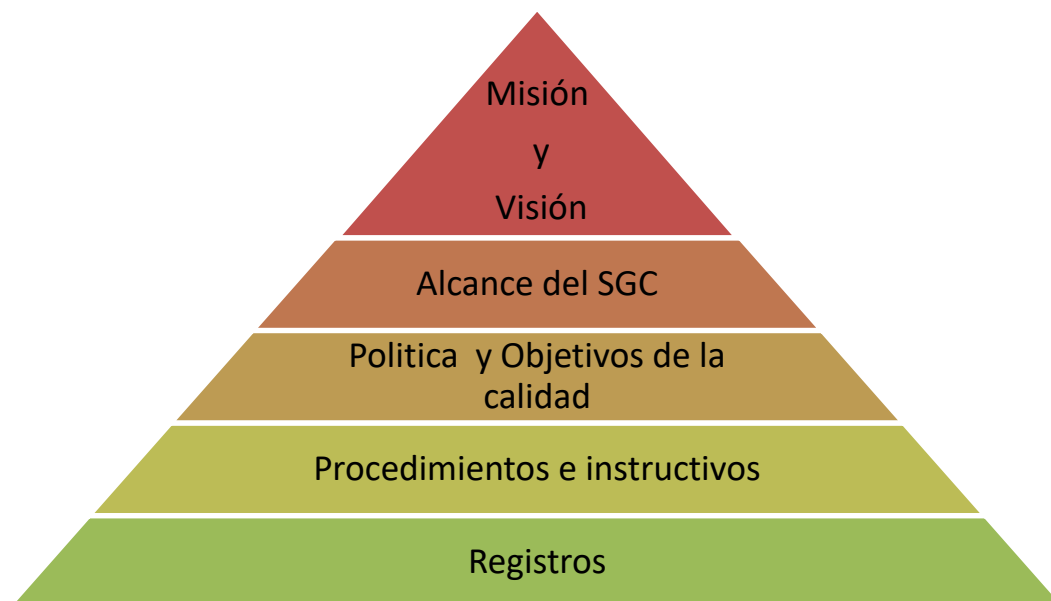 Misión
y
Visión
Alcance del SGC
Politica  y Objetivos de la
calidad
Procedimientos e instructivos
Registros